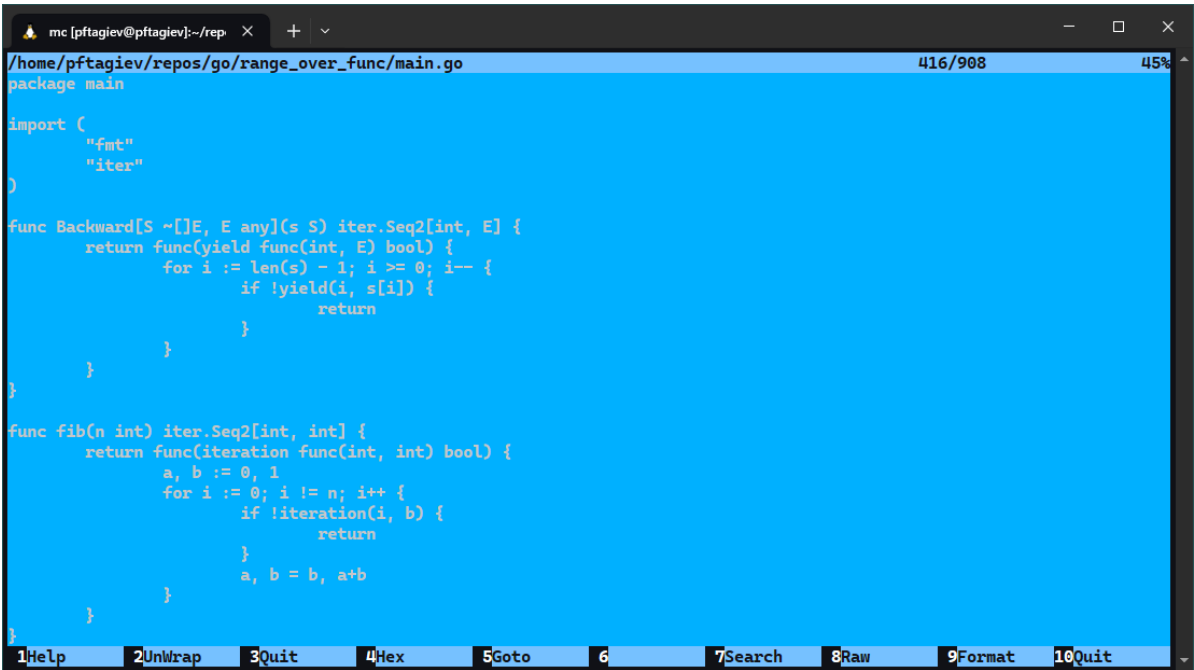 mc [pftagiev@pftagiev]:~/rep
/home/pftagiev/repos/go/range_over_func/main.go 416/908 45%
package main

import (
        "fmt"
        "iter"
)

func Backward[S ~[]E, E any](s S) iter.Seq2[int, E] {
        return func(yield func(int, E) bool) {
                for i := len(s) - 1; i >= 0; i-- {
                        if !yield(i, s[i]) {
                                return
                        }
                }
        }
}

func fib(n int) iter.Seq2[int, int] {
        return func(iteration func(int, int) bool) {
                a, b := 0, 1
                for i := 0; i != n; i++ {
                        if !iteration(i, b) {
                                return
                        }
                        a, b = b, a+b
                }
        }
}
1Help 2UnWrap 3Quit 4Hex 5Goto 6 7Search 8Raw 9Format 10Quit